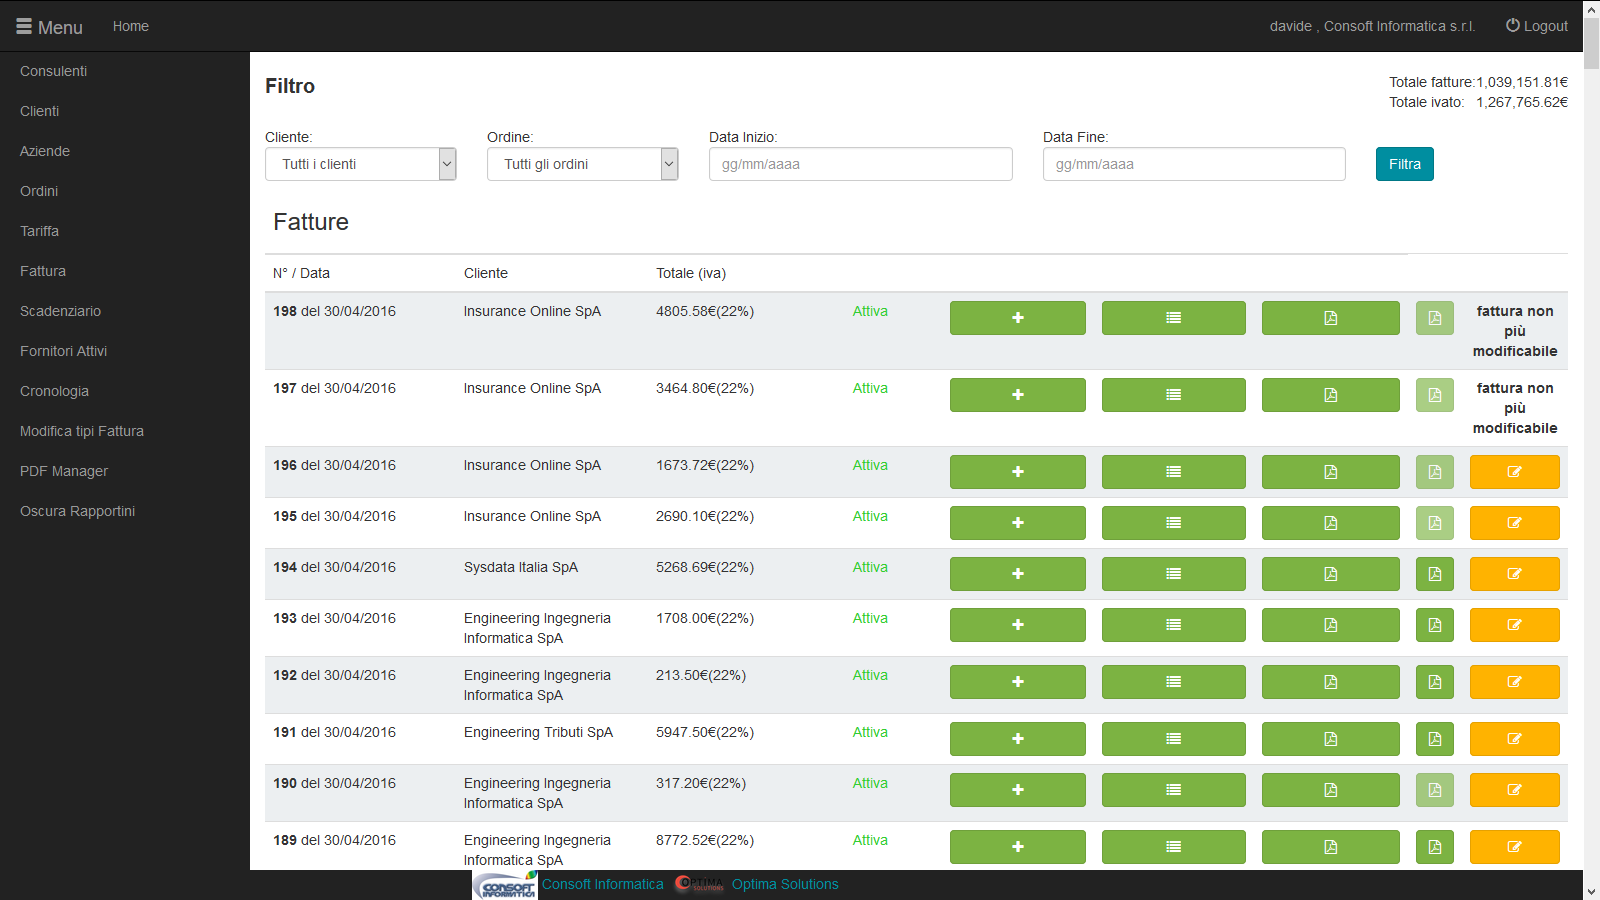 Menu
Home
davide , Consoft Informatica s.r.l.
Logout
Consulenti
Clienti
Aziende
Ordini
Tariffa
Fattura
Scadenziario
Fornitori Attivi
Cronologia
Modifica tipi Fattura
PDF Manager
Oscura Rapportini
Filtro
Totale fatture:1,039,151.81€
Totale ivato: 1,267,765.62€
Cliente:
Ordine:
Data Inizio:
Data Fine:
Tutti i clienti
Tutti gli ordini
gg/mm/aaaa
gg/mm/aaaa
Filtra
Fatture
N° / Data Cliente Totale (iva)
198 del 30/04/2016 Insurance Online SpA 4805.58€(22%) Attiva
fattura non
più
modificabile
197 del 30/04/2016 Insurance Online SpA 3464.80€(22%) Attiva
fattura non
più
modificabile
196 del 30/04/2016 Insurance Online SpA 1673.72€(22%) Attiva
195 del 30/04/2016 Insurance Online SpA 2690.10€(22%) Attiva
194 del 30/04/2016 Sysdata Italia SpA 5268.69€(22%) Attiva
193 del 30/04/2016 Engineering Ingegneria 1708.00€(22%) Attiva
Informatica SpA
192 del 30/04/2016 Engineering Ingegneria 213.50€(22%) Attiva
Informatica SpA
191 del 30/04/2016 Engineering Tributi SpA 5947.50€(22%) Attiva
190 del 30/04/2016 Engineering Ingegneria 317.20€(22%) Attiva
Informatica SpA
189 del 30/04/2016 Engineering Ingegneria 8772.52€(22%) Attiva
Informatica SpA
CONSOFT
INFORMATICA
Consoft Informatica
OPTIMA
SOLUTIONS
Optima Solutions